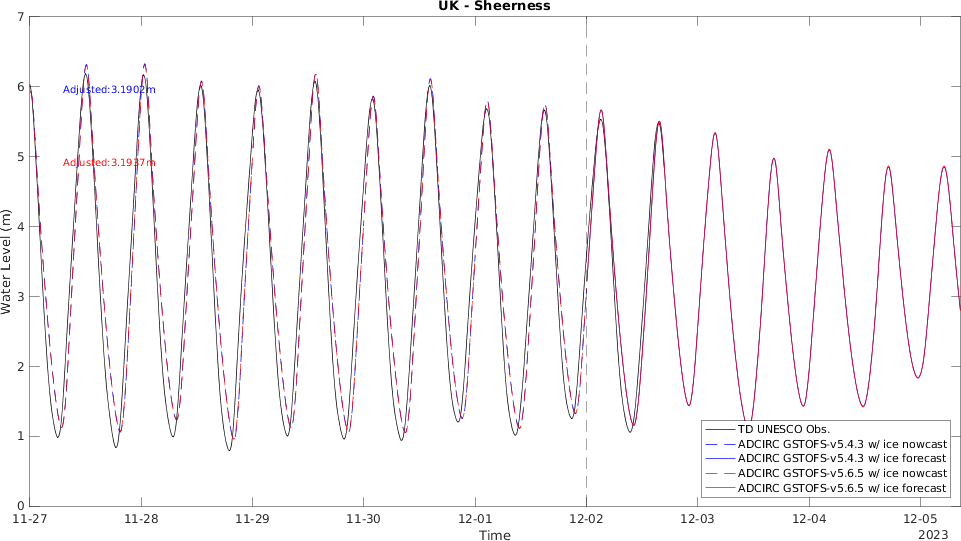 UK - Sheerness
7
6
5
4
3
2
1
0
Water Level (m)
Adjusted:3.1902m
Adjusted:3.1937m
TD UNESCO Obs.
ADCIRC GSTOFS-v5.4.3 w/ ice nowcast
ADCIRC GSTOFS-v5.4.3 w/ ice forecast
ADCIRC GSTOFS-v5.6.5 w/ ice nowcast
ADCIRC GSTOFS-v5.6.5 w/ ice forecast
11-27 11-28 11-29 11-30 12-01 12-02 12-03 12-04 12-05
Time
2023